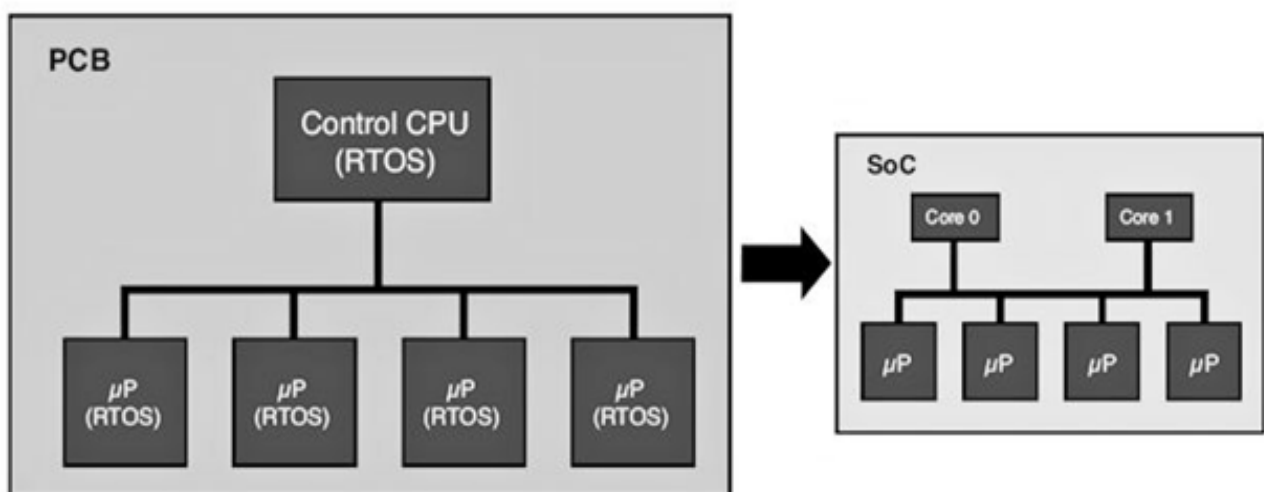 PCB
Control CPU
(RTOS)
µP
(RTOS)
µP
(RTOS)
µP
(RTOS)
µP
(RTOS)
SoC
Core 0
Core 1
µP
µP
µP
µP